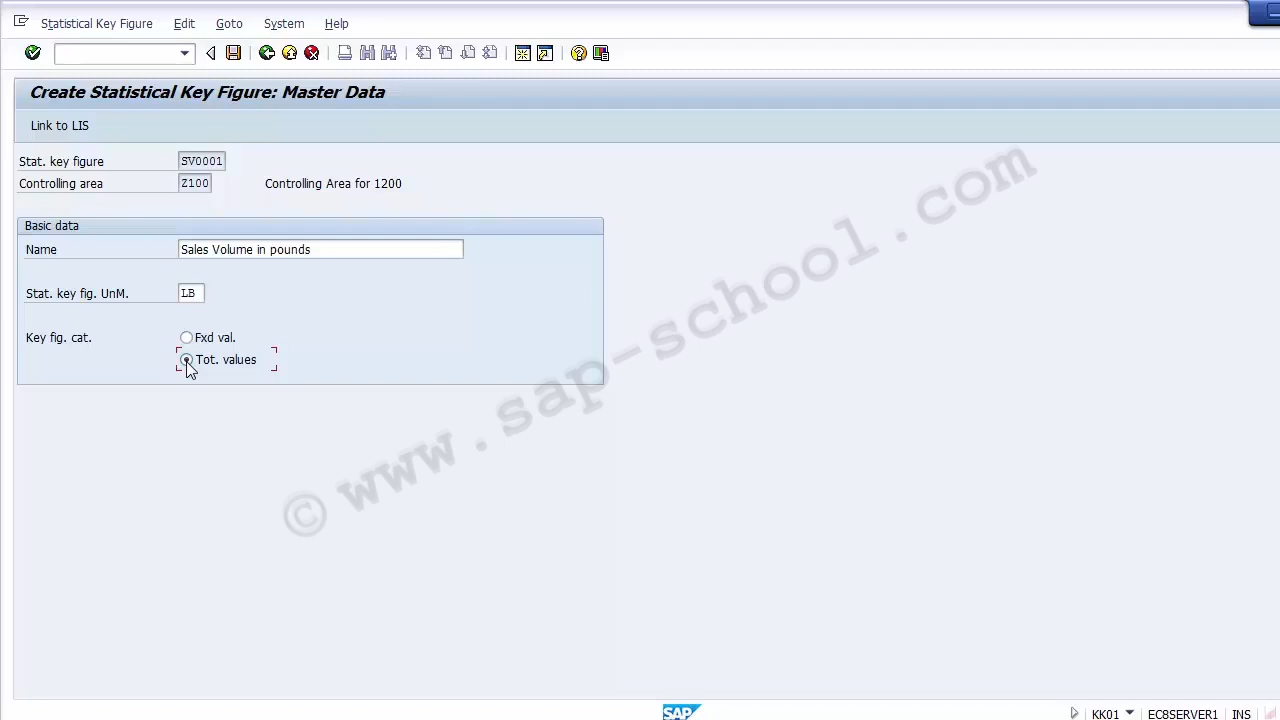 Statistical Key Figure Edit Goto System Help
Create Statistical Key Figure: Master Data
Link to LIS
Stat. key figure SV0001
Controlling area Z100 Controlling Area for 1200
Basic data
Name Sales Volume in pounds
Stat. key fig. UnM. LB
Key fig. cat. Fxd val.
Tot. values
© www.sap-school.com
SAP KK01 EC8SERVER1 INS